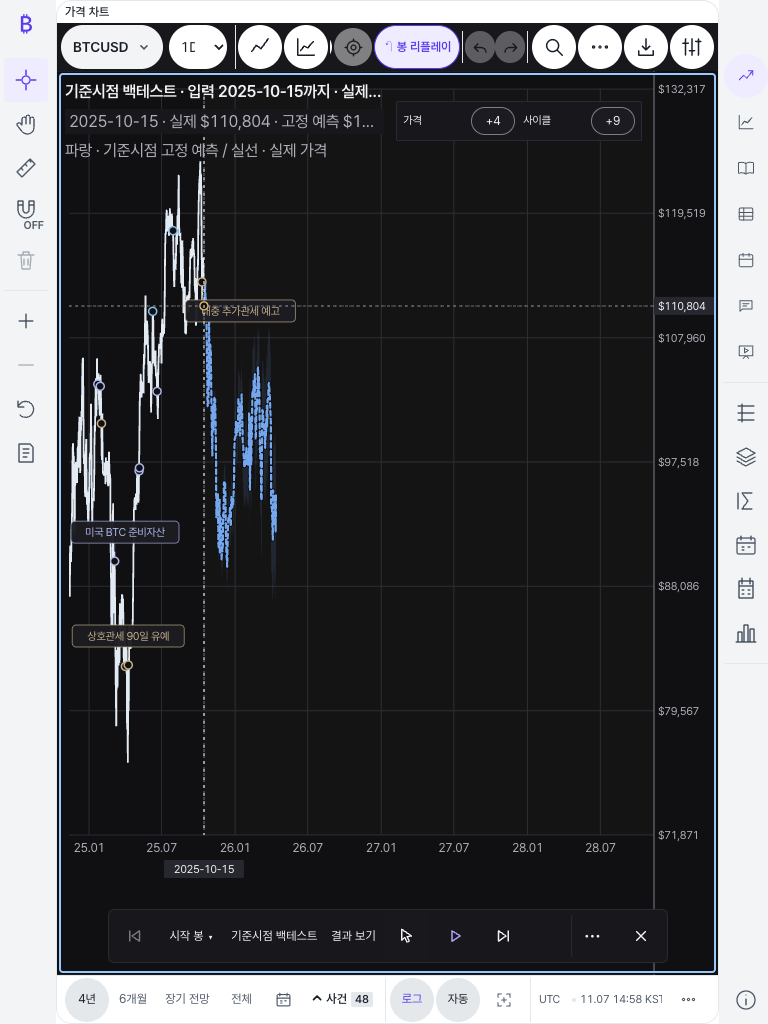 가격 차트
BTCUSD
봉 리플레이
기준시점 백테스트 · 입력 2025-10-15까지 · 실제...
2025-10-15 · 실제 $110,804 · 고정 예측 $1...
파랑 · 기준시점 고정 예측 / 실선 · 실제 가격
가격 +4 사이클 +9
OFF
$132,317
$119,519
$110,804
$107,960
$97,518
$88,086
$79,567
$71,871
추가관세 예고
미국 BTC 준비자산
상호관세 90일 유예
25.01 25.07 26.01 26.07 27.01 27.07 28.01 28.07
2025-10-15
시작 봉 기준시점 백테스트 결과 보기
4년 6개월 장기 전망 전체 사건 48 로그 자동 UTC 11.07 14:58 KST